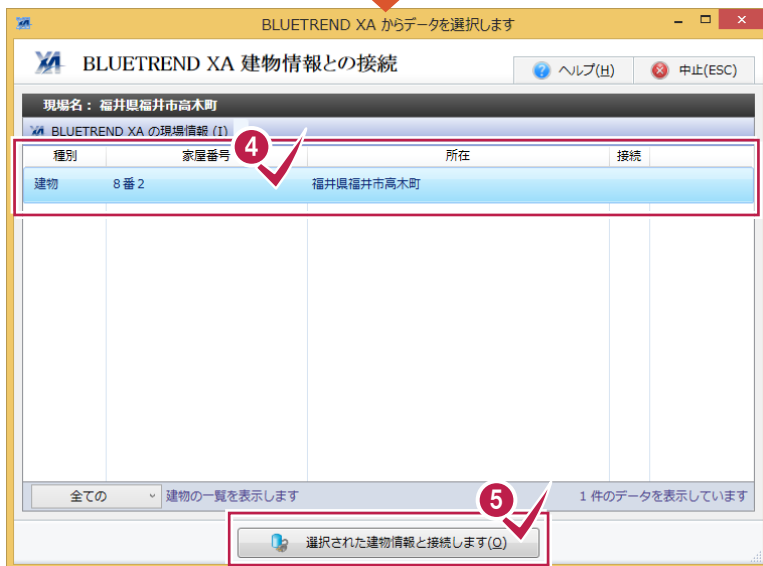 BLUETREND XA からデータを選択します
BLUETREND XA 建物情報との接続
ヘルプ(H)
中止(ESC)
現場名： 福井県福井市高木町
BLUETREND XA の現場情報 (I)
4
種別 家屋番号 所在 接続
建物 8番2 福井県福井市高木町
全ての 建物の一覧を表示します 1 件のデータを表示しています
5
選択された建物情報と接続します(O)